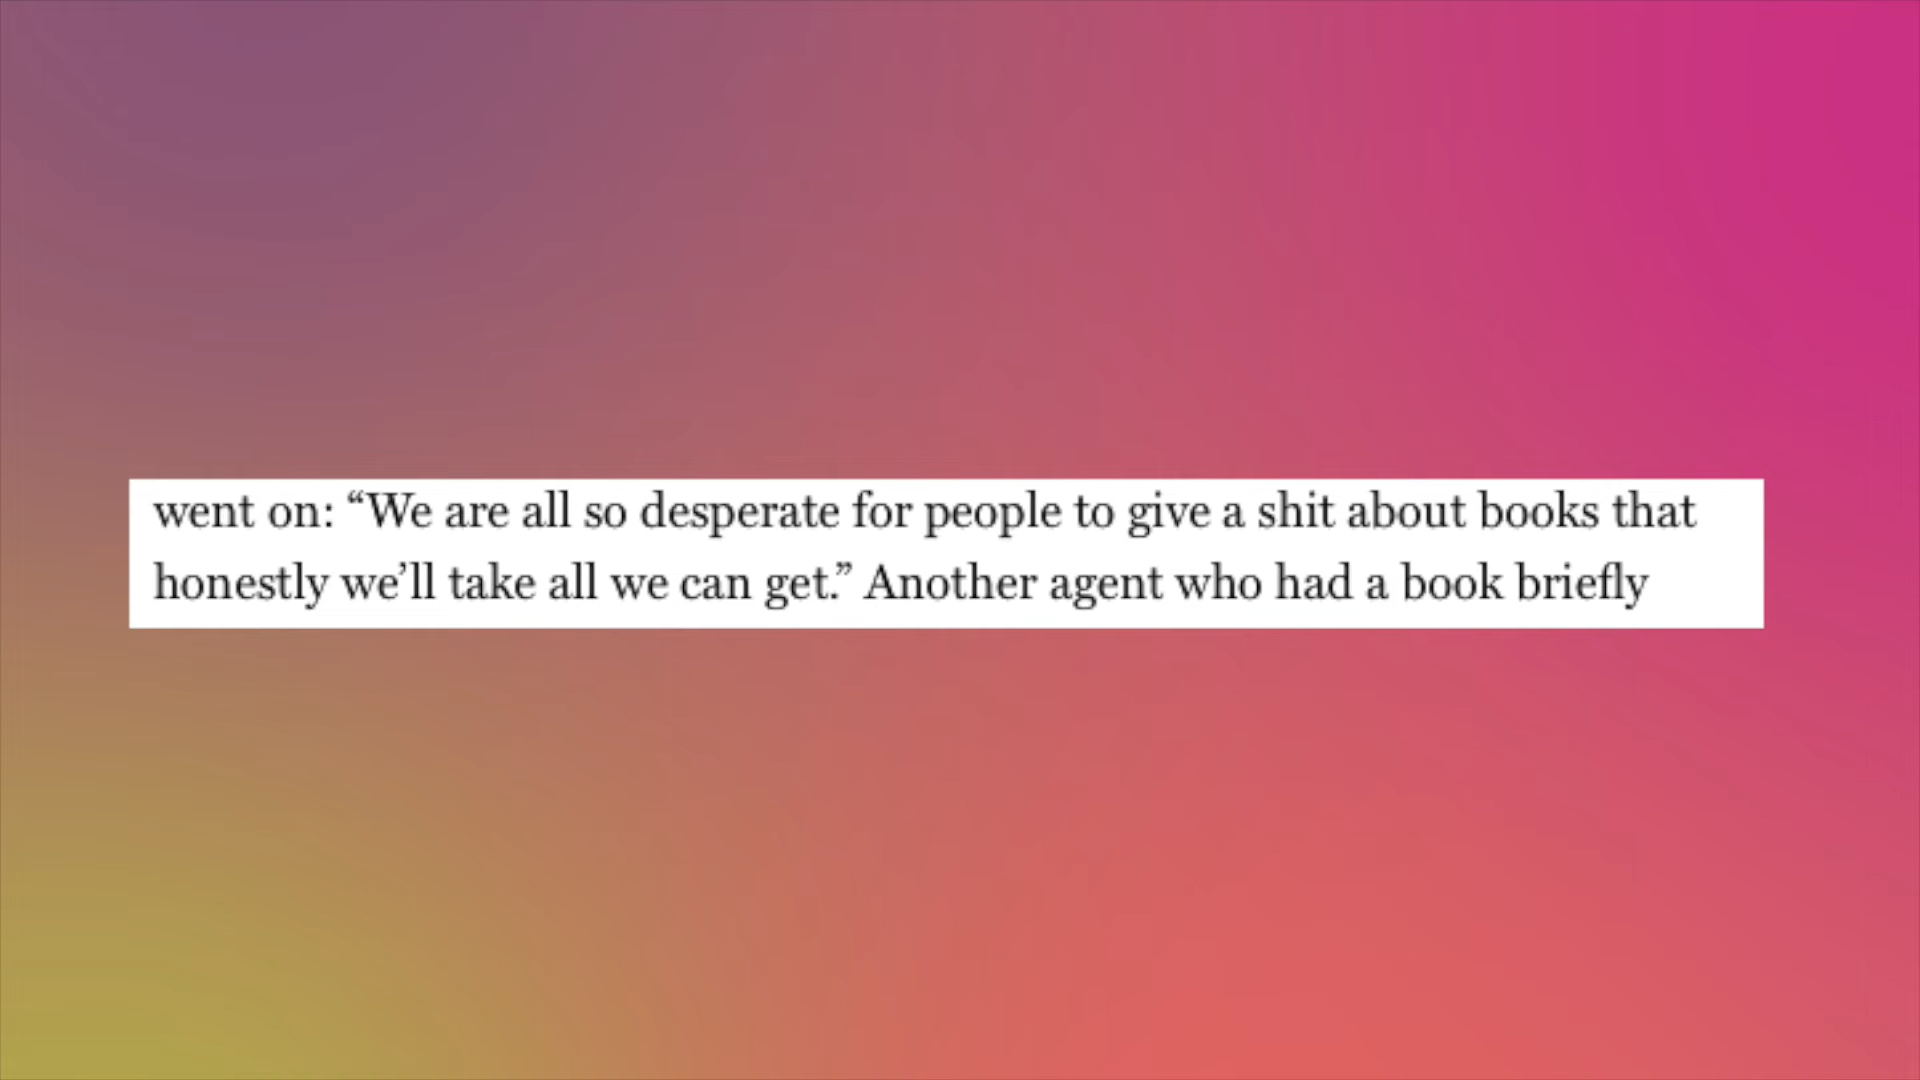 went on: “We are all so desperate for people to give a shit about books that
honestly we’ll take all we can get.” Another agent who had a book briefly